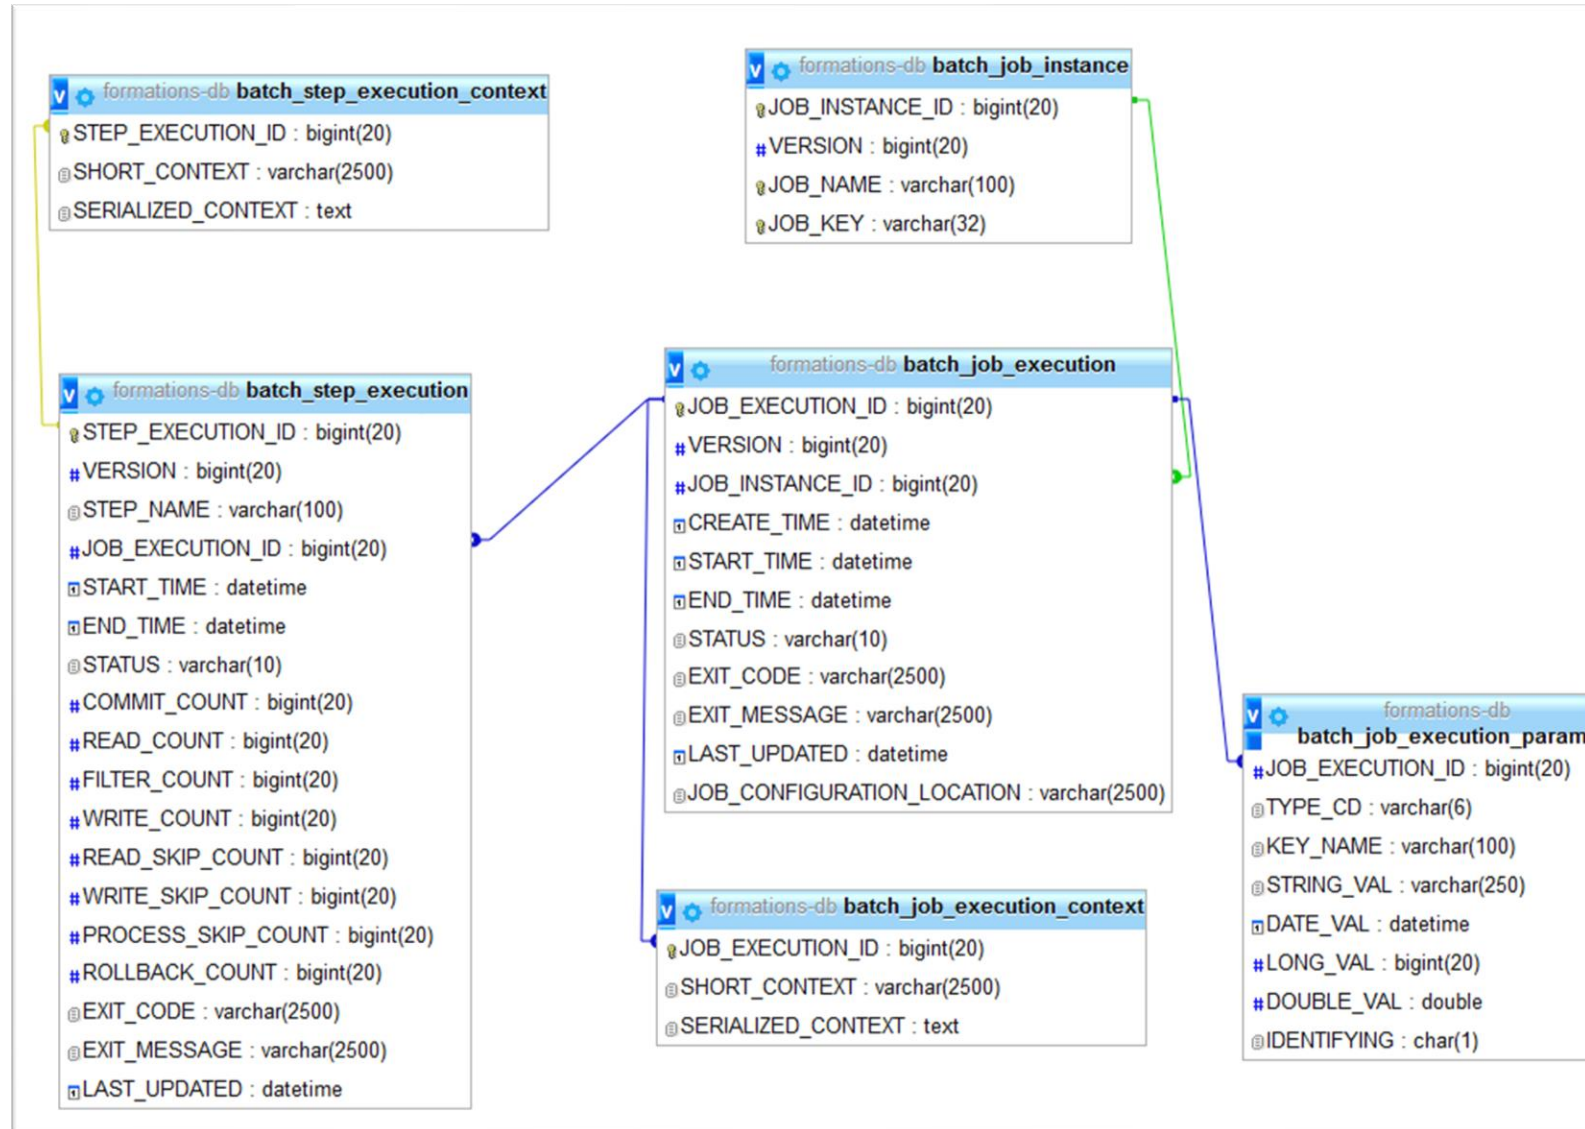 formations-db batch_step_execution_context
STEP_EXECUTION_ID : bigint(20)
SHORT_CONTEXT : varchar(2500)
SERIALIZED_CONTEXT : text
formations-db batch_job_instance
JOB_INSTANCE_ID : bigint(20)
VERSION : bigint(20)
JOB_NAME : varchar(100)
JOB_KEY : varchar(32)
formations-db batch_step_execution
STEP_EXECUTION_ID : bigint(20)
VERSION : bigint(20)
STEP_NAME : varchar(100)
JOB_EXECUTION_ID : bigint(20)
START_TIME : datetime
END_TIME : datetime
STATUS : varchar(10)
COMMIT_COUNT : bigint(20)
READ_COUNT : bigint(20)
FILTER_COUNT : bigint(20)
WRITE_COUNT : bigint(20)
READ_SKIP_COUNT : bigint(20)
WRITE_SKIP_COUNT : bigint(20)
PROCESS_SKIP_COUNT : bigint(20)
ROLLBACK_COUNT : bigint(20)
EXIT_CODE : varchar(2500)
EXIT_MESSAGE : varchar(2500)
LAST_UPDATED : datetime
formations-db batch_job_execution
JOB_EXECUTION_ID : bigint(20)
VERSION : bigint(20)
JOB_INSTANCE_ID : bigint(20)
CREATE_TIME : datetime
START_TIME : datetime
END_TIME : datetime
STATUS : varchar(10)
EXIT_CODE : varchar(2500)
EXIT_MESSAGE : varchar(2500)
LAST_UPDATED : datetime
JOB_CONFIGURATION_LOCATION : varchar(2500)
formations-db batch_job_execution_context
JOB_EXECUTION_ID : bigint(20)
SHORT_CONTEXT : varchar(2500)
SERIALIZED_CONTEXT : text
formations-db
batch_job_execution_param
JOB_EXECUTION_ID : bigint(20)
TYPE_CD : varchar(6)
KEY_NAME : varchar(100)
STRING_VAL : varchar(250)
DATE_VAL : datetime
LONG_VAL : bigint(20)
DOUBLE_VAL : double
IDENTIFYING : char(1)